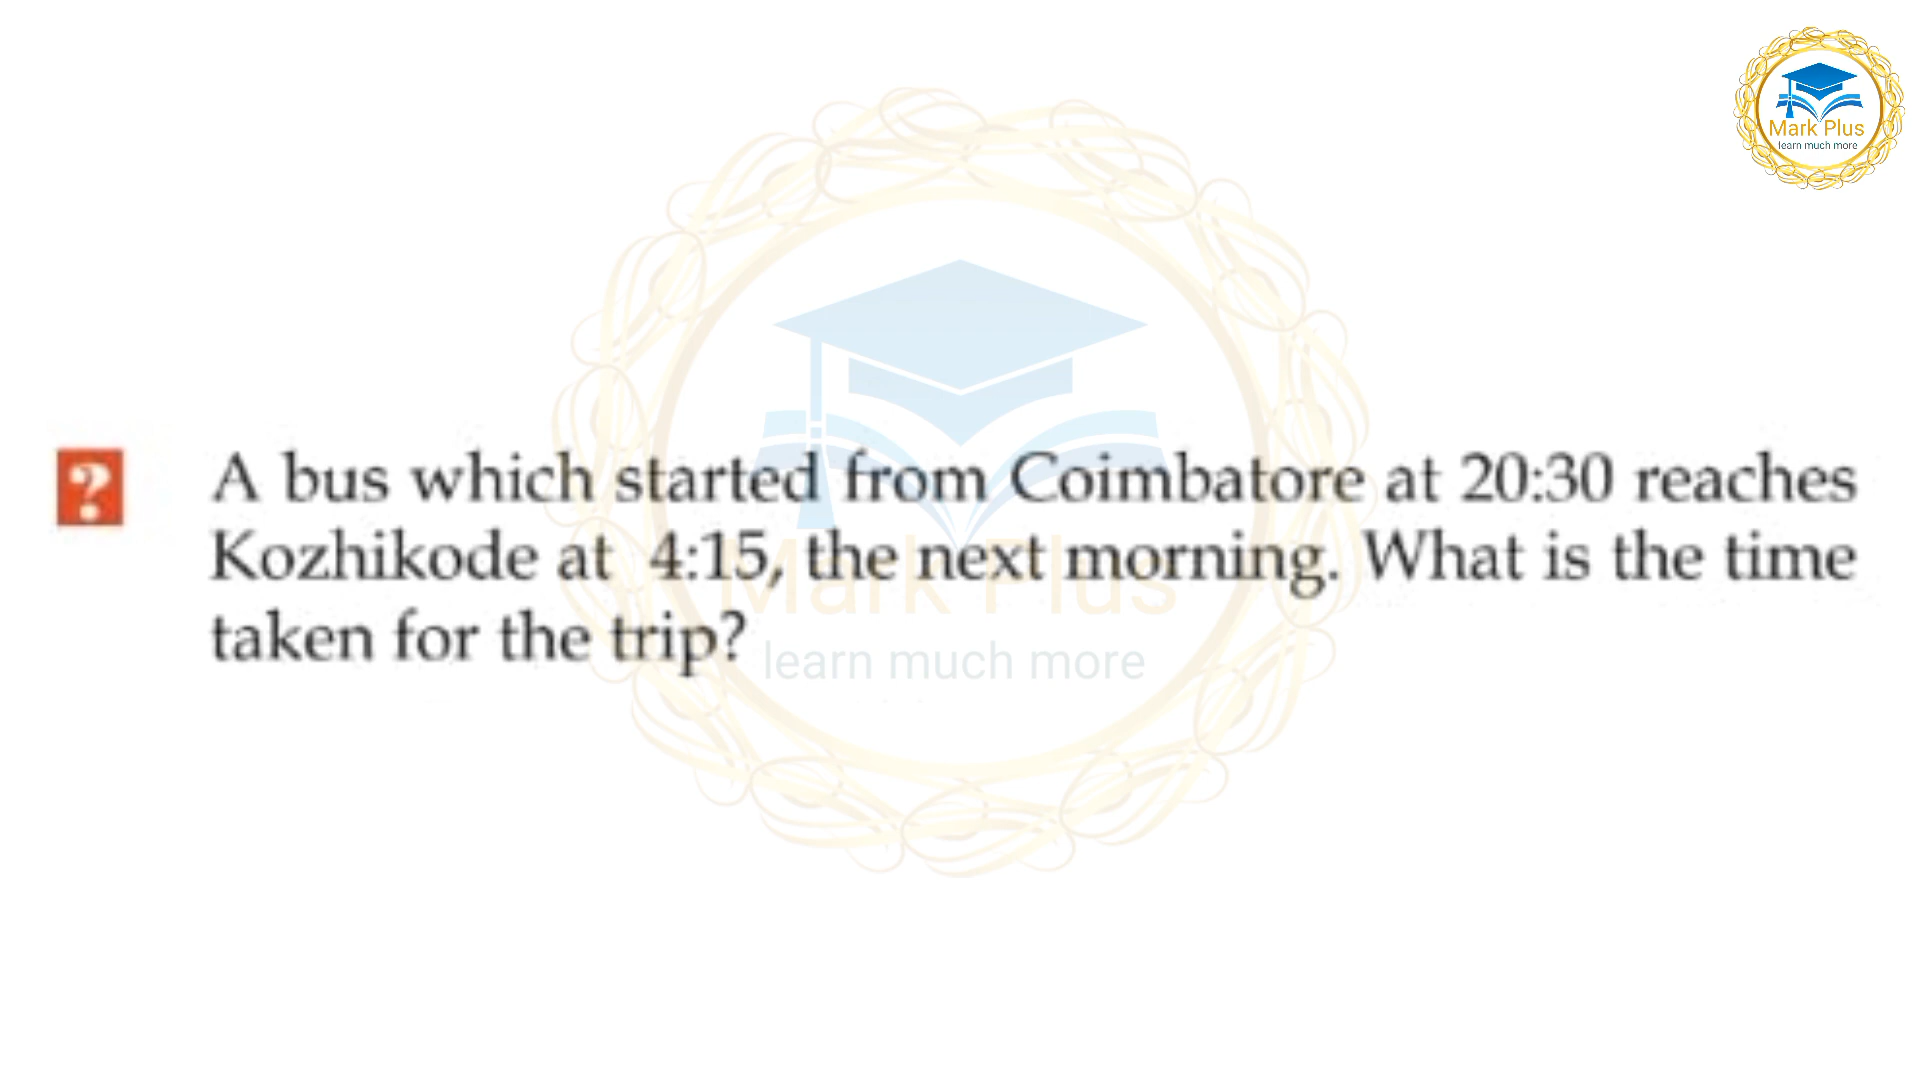 Mark Plus
learn much more
? A bus which started from Coimbatore at 20:30 reaches
Kozhikode at 4:15, the next morning. What is the time
taken for the trip?
Mark Plus
learn much more